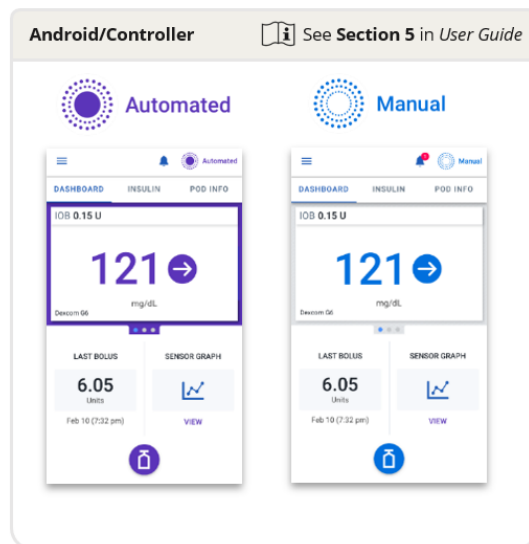 Android/Controller
See Section 5 in User Guide
Automated
Manual
Automated
DASHBOARD INSULIN POD INFO
IOB 0.15 U
121
mg/dL
Dexcom G6
LAST BOLUS SENSOR GRAPH
6.05
Units
Feb 10 (7:32 pm) VIEW
1
Manual
DASHBOARD INSULIN POD INFO
IOB 0.15 U
121
mg/dL
Dexcom G6
LAST BOLUS SENSOR GRAPH
6.05
Units
Feb 10 (7:32 pm) VIEW